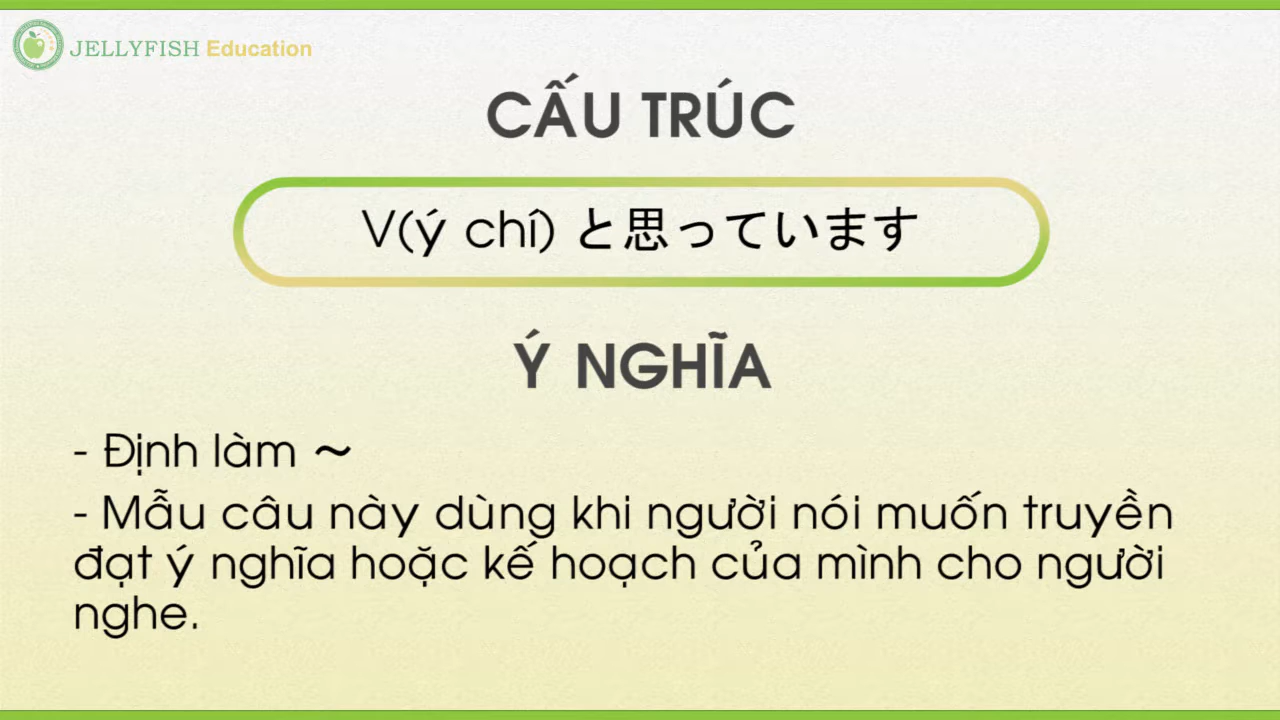 JELLYFISH Education
CẤU TRÚC
V(ý chí) と思っています
Ý NGHĨA
- Định làm ～
- Mẫu câu này dùng khi người nói muốn truyền
đạt ý nghĩa hoặc kế hoạch của mình cho người
nghe.